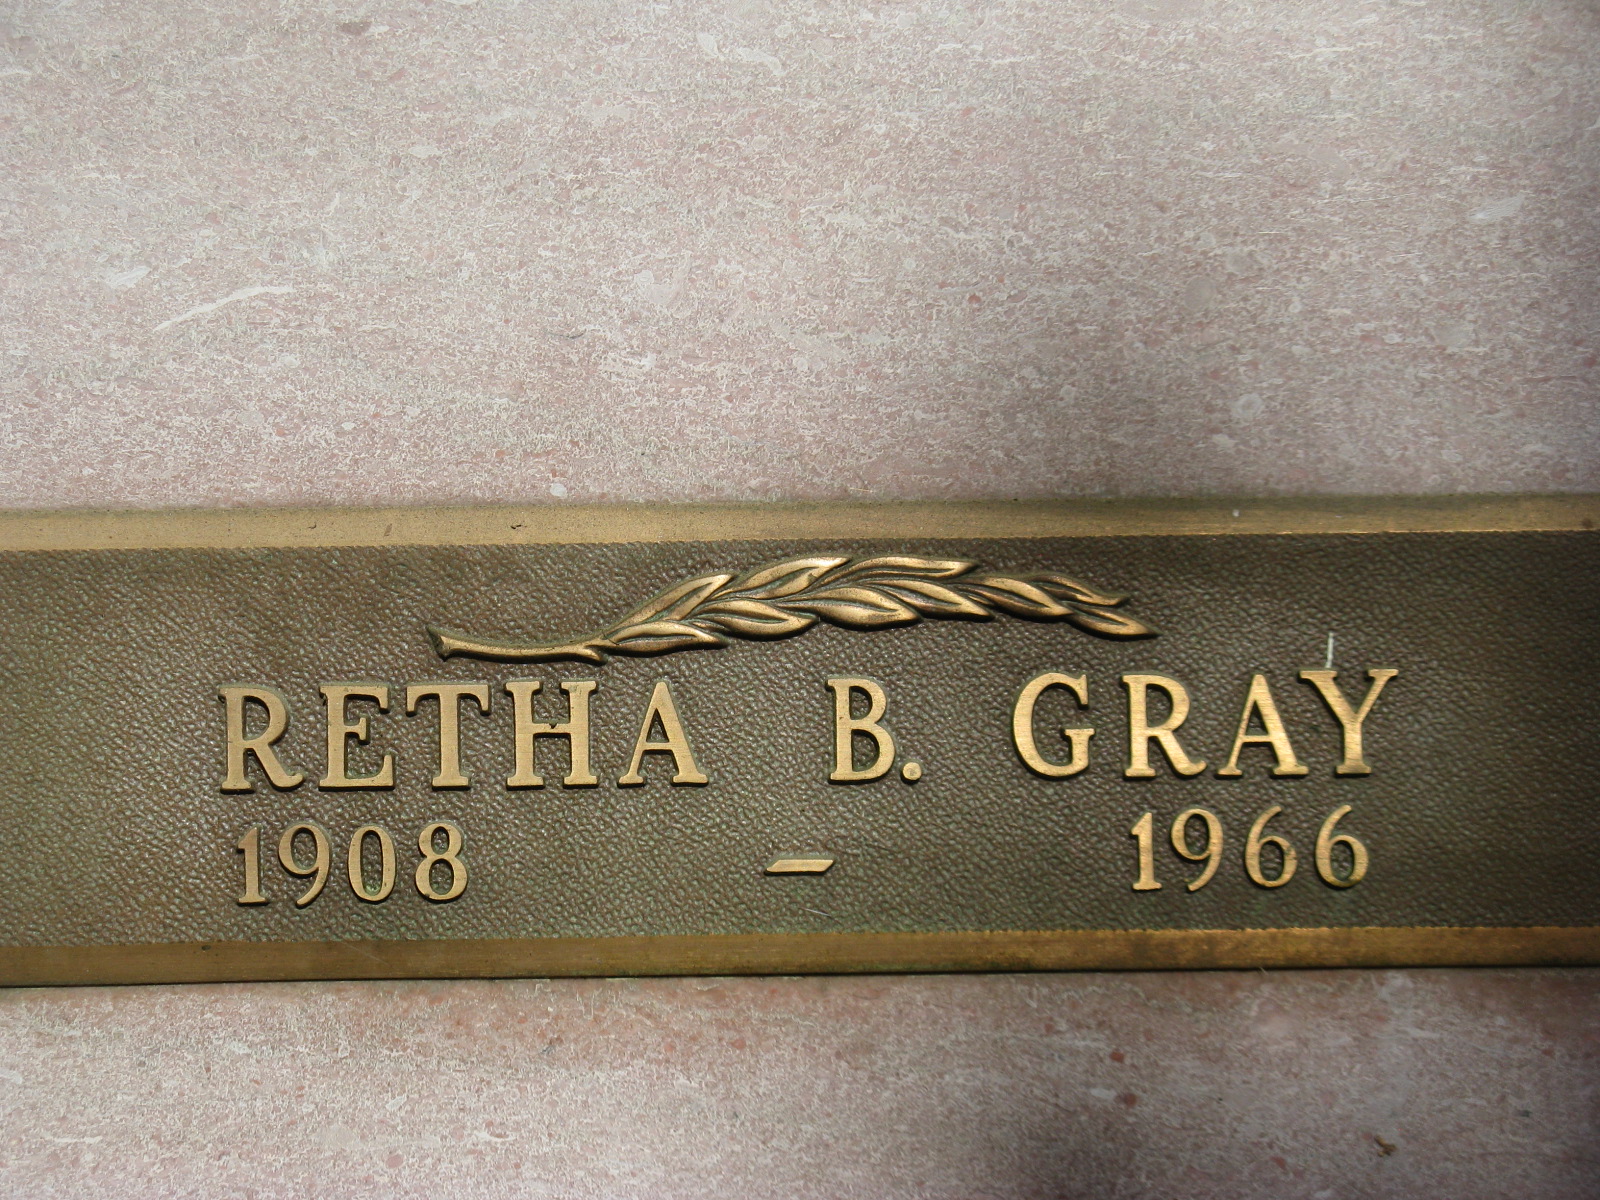 RETHA B. GRAY
1908 – 1966